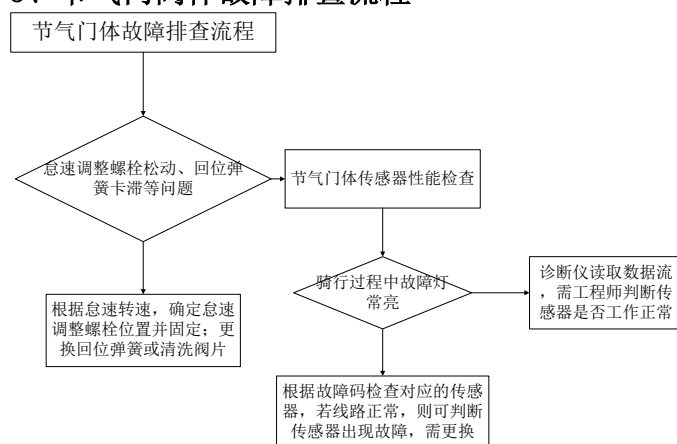 节气门体故障排查流程
怠速调整螺栓松动、回位弹
簧卡滞等问题
节气门体传感器性能检查
根据怠速转速，确定怠速
调整螺栓位置并固定；更
换回位弹簧或清洗阀片
骑行过程中故障灯
常亮
诊断仪读取数据流
，需工程师判断传
感器是否工作正常
根据故障码检查对应的传感
器，若线路正常，则可判断
传感器出现故障，需更换